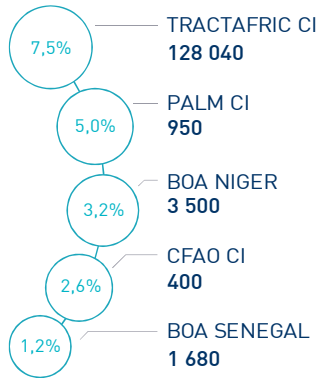 7,5%
TRACTAFRIC CI
128 040
5,0%
PALM CI
950
3,2%
BOA NIGER
3 500
2,6%
CFAO CI
400
1,2%
BOA SENEGAL
1 680